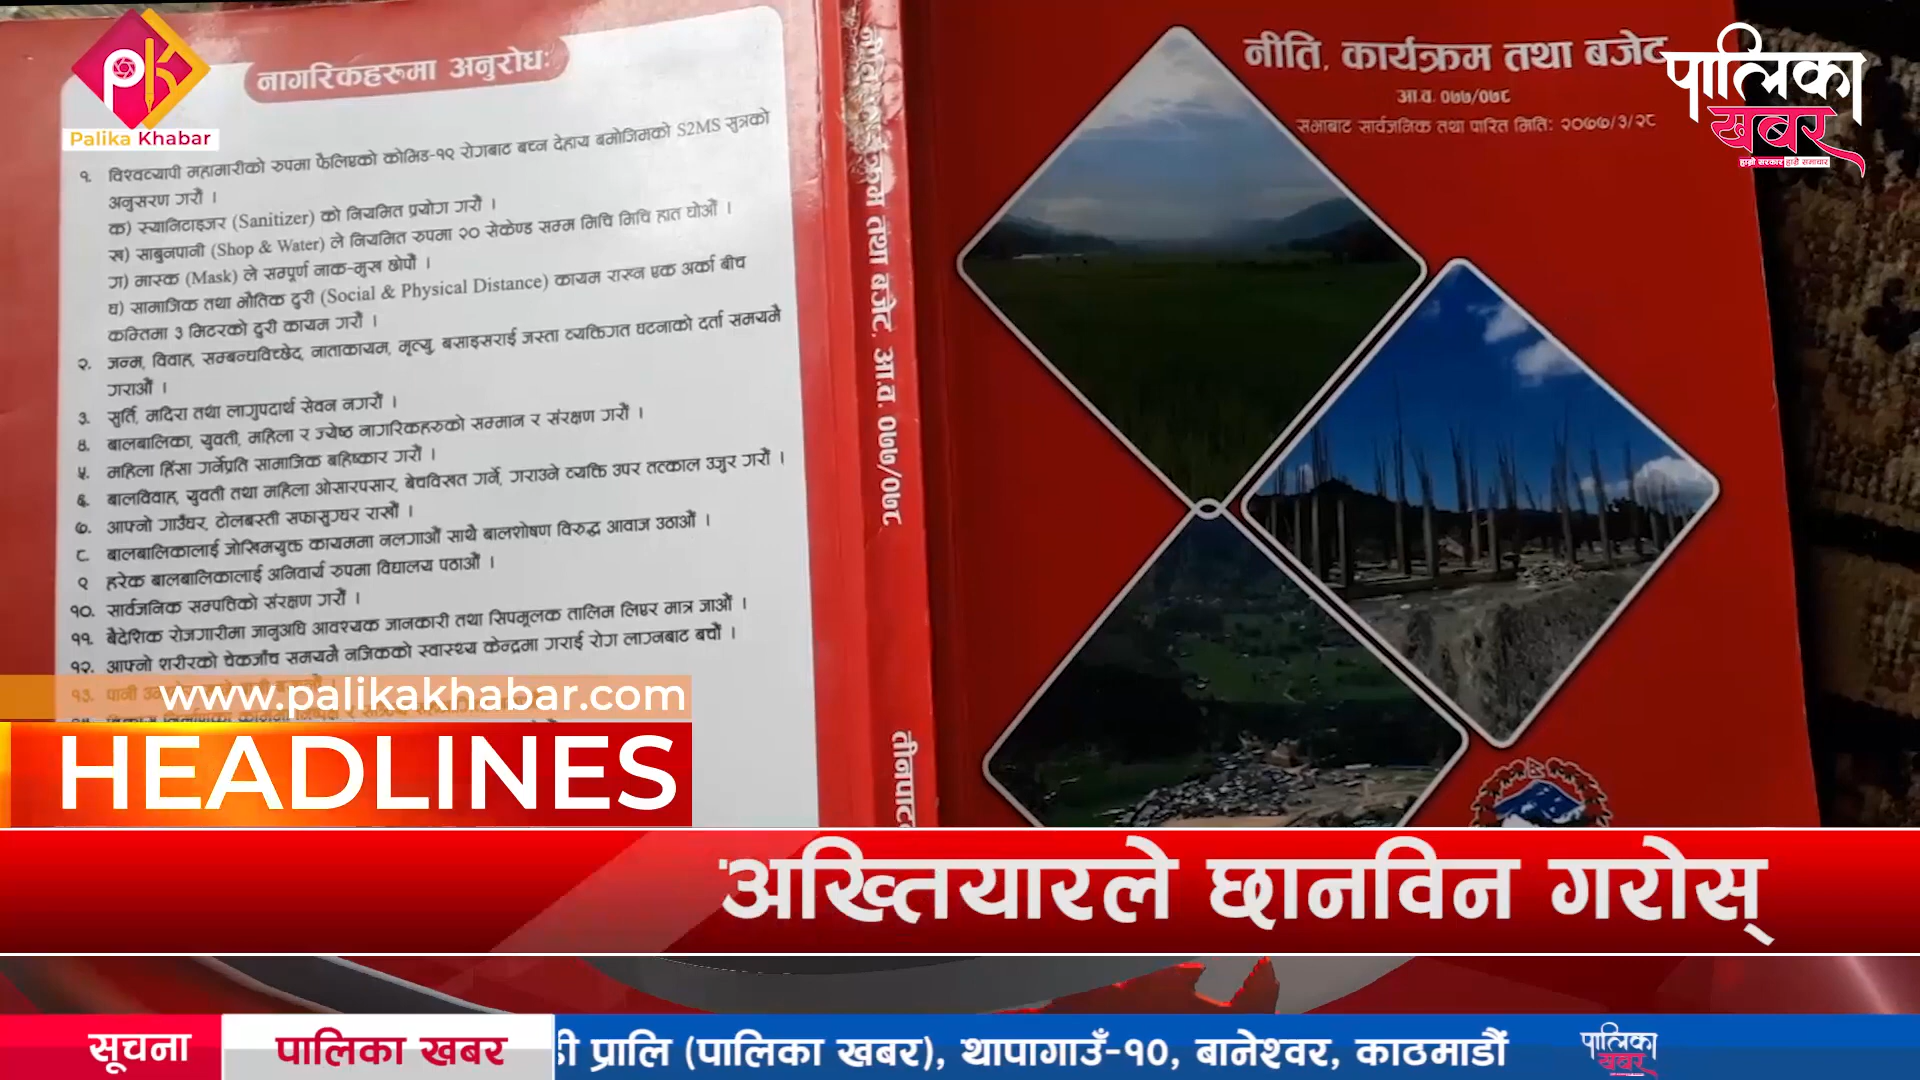 PK
Palika Khabar
नागरिकहरुमा अनुरोधः
१. विश्वव्यापी महामारीको रुपमा फैलिएको कोभिड-१९ रोगबाट बच्न देहाय बमोजिमको S2MS सुत्रको
अनुसरण गरौं ।
क) स्यानिटाइजर (Sanitizer) को नियमित प्रयोग गरौं ।
ख) साबुनपानी (Shop & Water) ले नियमित रुपमा २० सेकेण्ड सम्म मिचि मिचि हात धोऔं ।
ग) मास्क (Mask) ले सम्पूर्ण नाक-मुख छोपौं ।
घ) सामाजिक तथा भौतिक दुरी (Social & Physical Distance) कायम राख्न एक अर्का बीच
कम्तिमा ३ मिटरको दुरी कायम गरौं ।
२. जन्म, विवाह, सम्बन्धविच्छेद, नाताकायम, मृत्यु, बसाइसराई जस्ता व्यक्तिगत घटनाको दर्ता समयमै
गराऔं ।
३. सुर्ति, मदिरा तथा लागुपदार्थ सेवन नगरौं ।
४. बालबालिका, युवती, महिला र ज्येष्ठ नागरिकहरुको सम्मान र संरक्षण गरौं ।
५. महिला हिंसा गर्नेप्रति सामाजिक बहिष्कार गरौं ।
६. बालविवाह, युवती तथा महिला ओसारपसार, बेचविखत गर्ने, गराउने व्यक्ति उपर तत्काल उजुर गरौं ।
७. आफ्नो गाउँघर, टोलबस्ती सफासुग्घर राखौं ।
८ बालबालिकालाई जोखिमयुक्त कायममा नलगाऔं साथै बालशोषण विरुद्ध आवाज उठाऔं ।
९ हरेक बालबालिकालाई अनिवार्य रुपमा विद्यालय पठाऔं ।
१०. सार्वजनिक सम्पत्तिको संरक्षण गरौं ।
११. बैदेशिक रोजगारीमा जानुअघि आवश्यक जानकारी तथा सिपमूलक तालिम लिएर मात्र जाऔं ।
१२. आफ्नो शरीरको चेकजाँच समयमै नजिकको स्वास्थ्य केन्द्रमा गराई रोग लाग्नबाट बचौं ।
१३. पानी
तथा बजेट, आ.व. ०७७/०७८
नीति, कार्यक्रम तथा बजेट
आ.व. ०७७/०७८
सभाबाट सार्वजनिक तथा पारित मितिः २०७७/३/२८
पालिका
खबर
हाम्रो सरकार हाम्रै समाचार
www.palikakhabar.com
HEADLINES
अख्तियारले छानविन गरोस्
सूचना
पालिका खबर
प्रालि (पालिका खबर), थापागाउँ-१०, बानेश्वर, काठमाडौं
पालिका
खबर